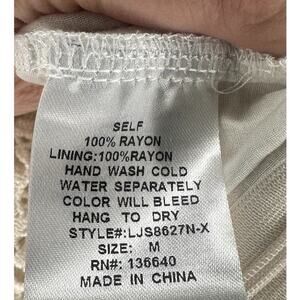 SELF
100% RAYON
LINING:100%RAYON
HAND WASH COLD
WATER SEPARATELY
COLOR WILL BLEED
HANG TO DRY
STYLE#:LJS8627N-X
SIZE: M
RN#: 136640
MADE IN CHINA